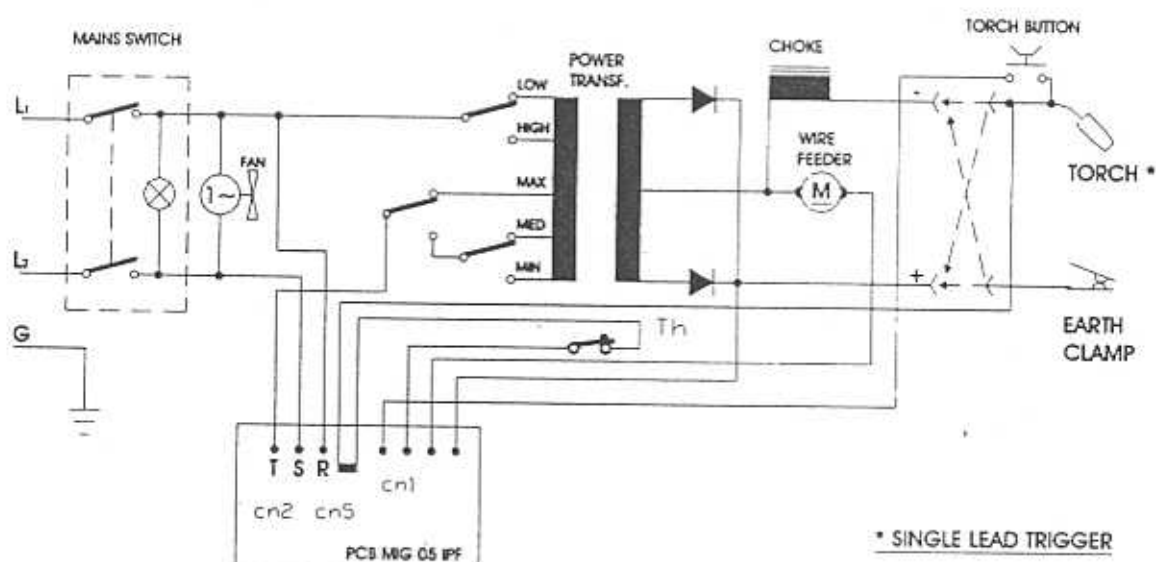 MAINS SWITCH
TORCH BUTTON
CHOKE
POWER
TRANSF.
LOW
HIGH
MAX
MED
MIN
L1
L2
G
1~
FAN
WIRE
FEEDER
M
-
+
TORCH *
EARTH
CLAMP
Th
T S R
cn2 cn5 cn1
PCB MIG 05 IPF
* SINGLE LEAD TRIGGER